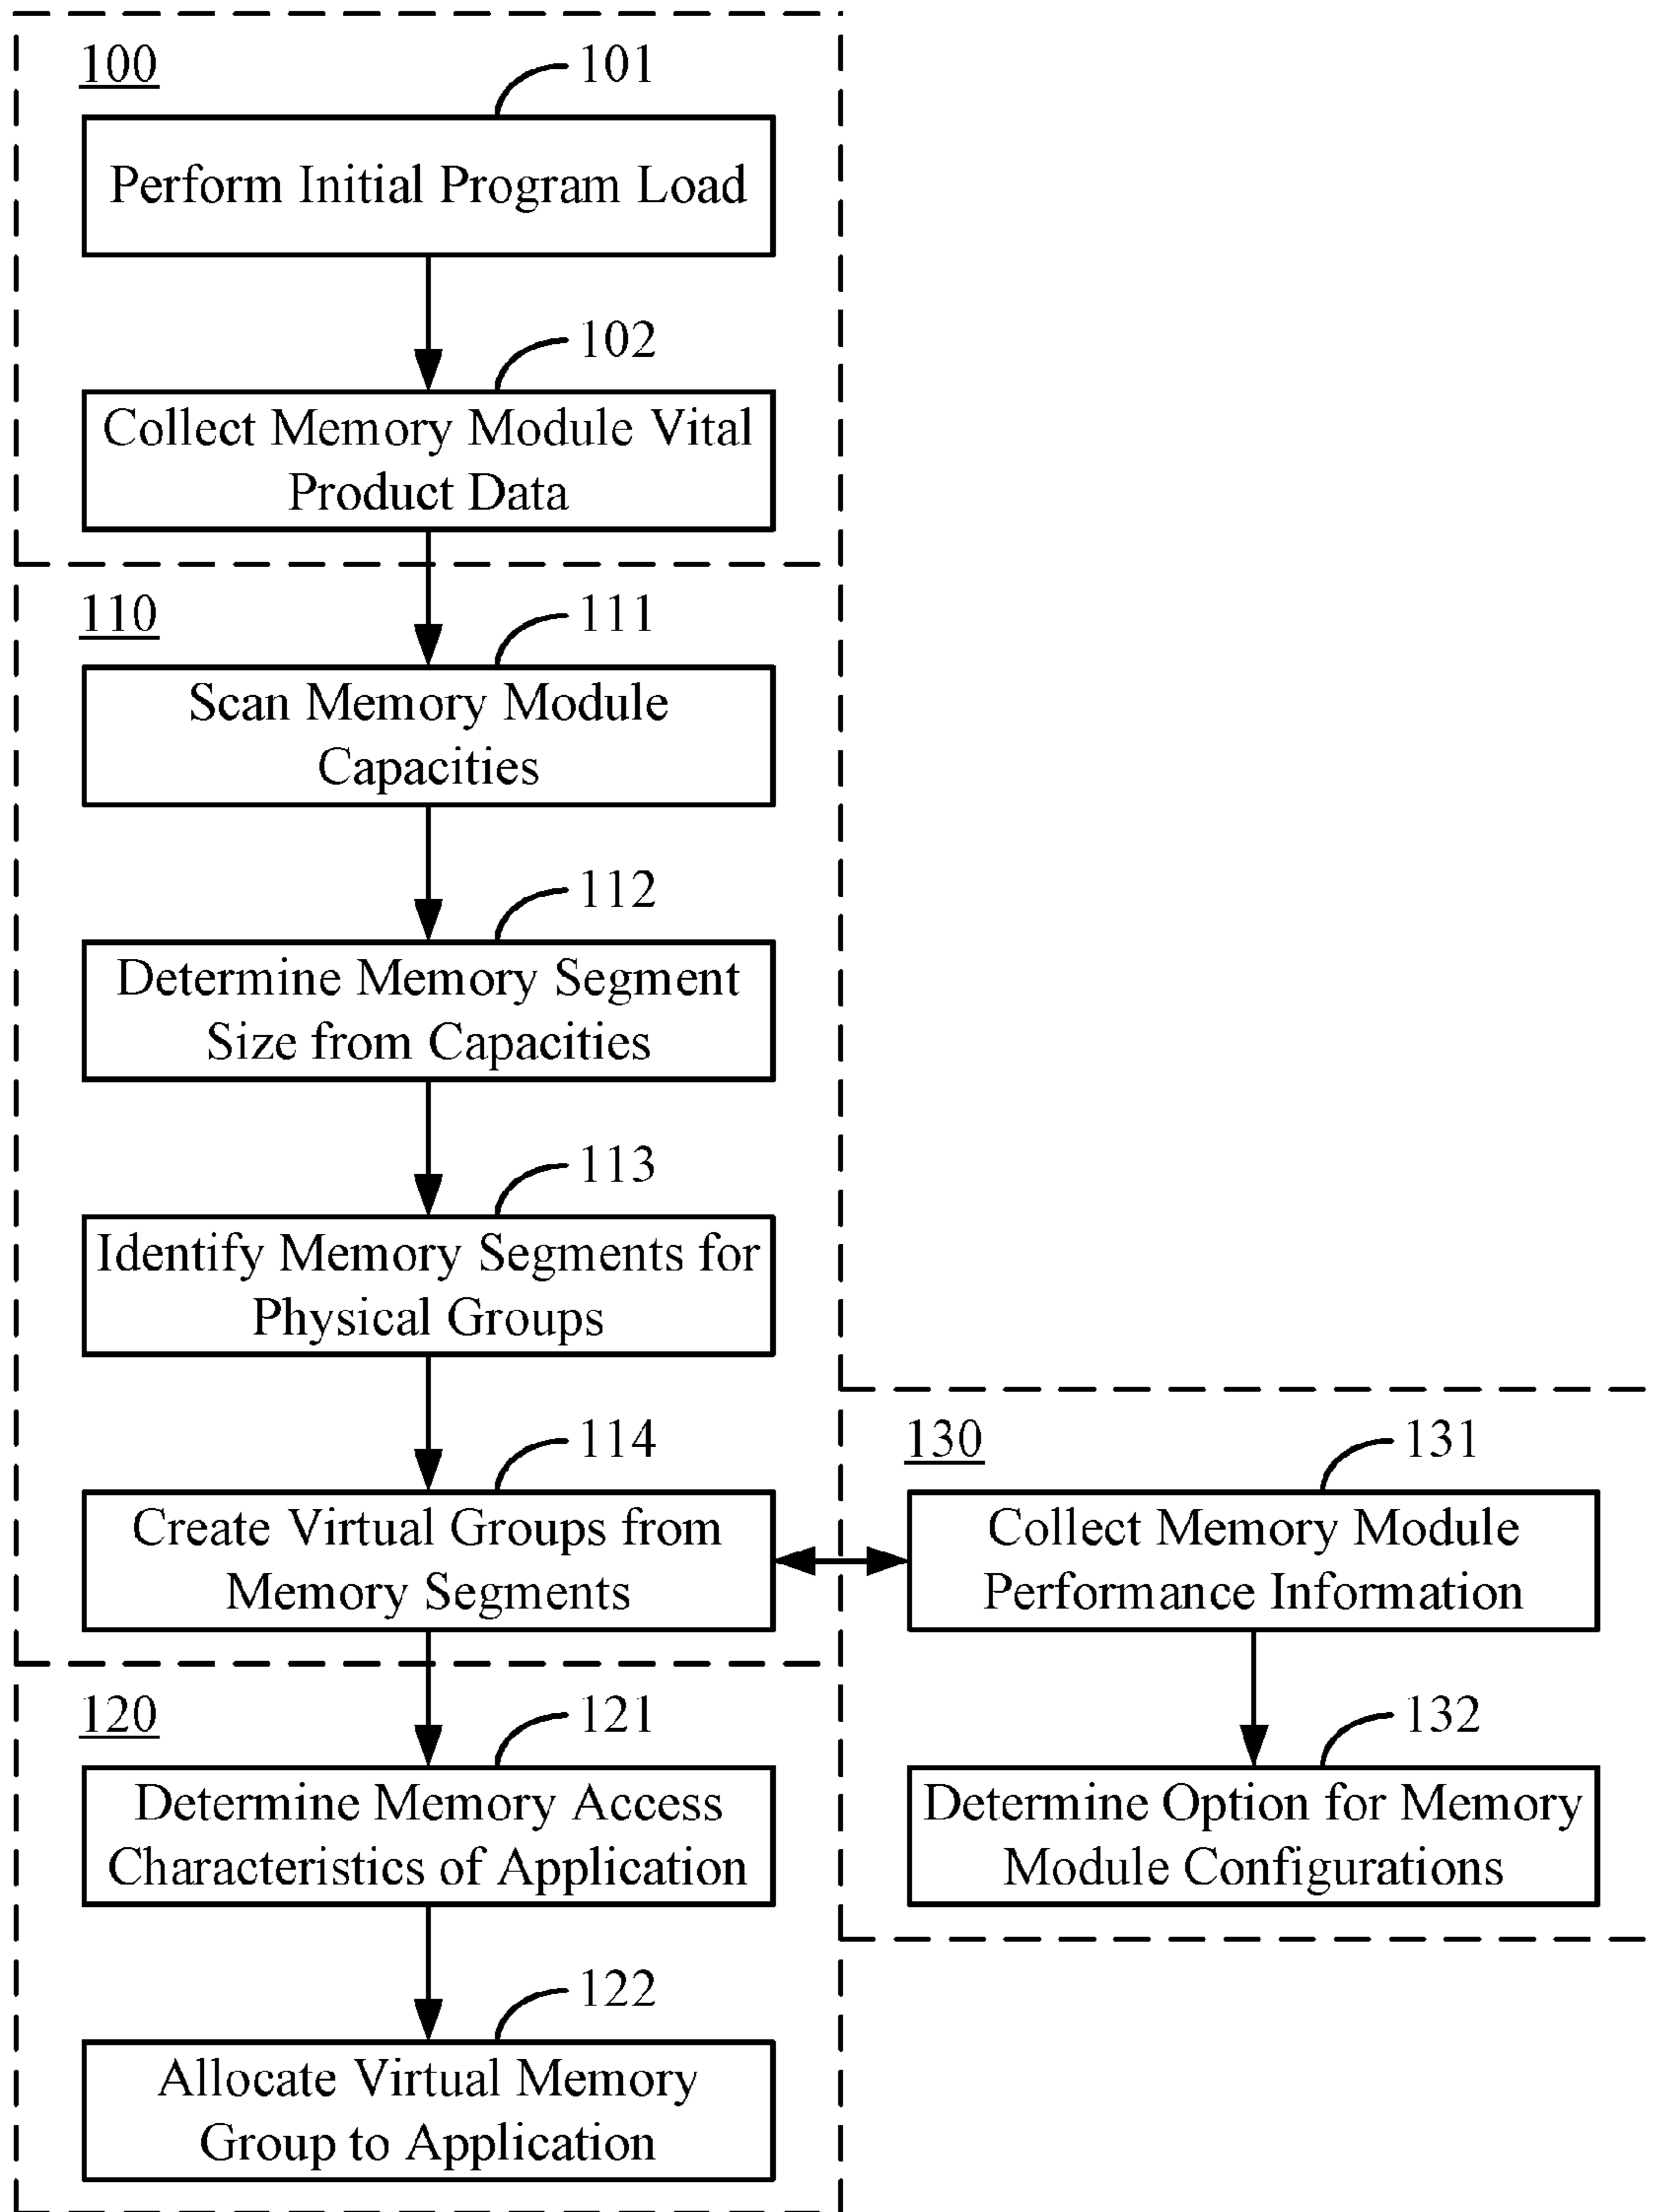 100
101
Perform Initial Program Load
102
Collect Memory Module Vital
Product Data
110
111
Scan Memory Module
Capacities
112
Determine Memory Segment
Size from Capacities
113
Identify Memory Segments for
Physical Groups
114
Create Virtual Groups from
Memory Segments
130
131
Collect Memory Module
Performance Information
120
121
Determine Memory Access
Characteristics of Application
132
Determine Option for Memory
Module Configurations
122
Allocate Virtual Memory
Group to Application